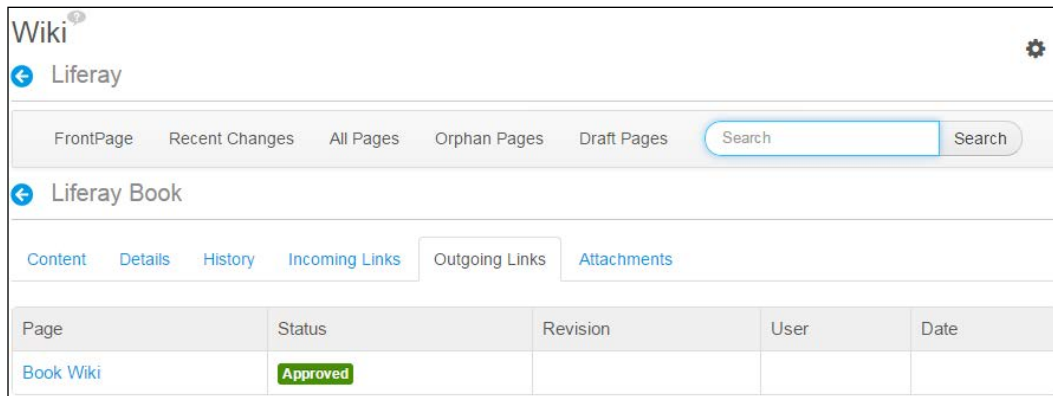 Wiki ?
Liferay
FrontPage Recent Changes All Pages Orphan Pages Draft Pages Search Search
Liferay Book
Content Details History Incoming Links Outgoing Links Attachments
Page Status Revision User Date
Book Wiki Approved